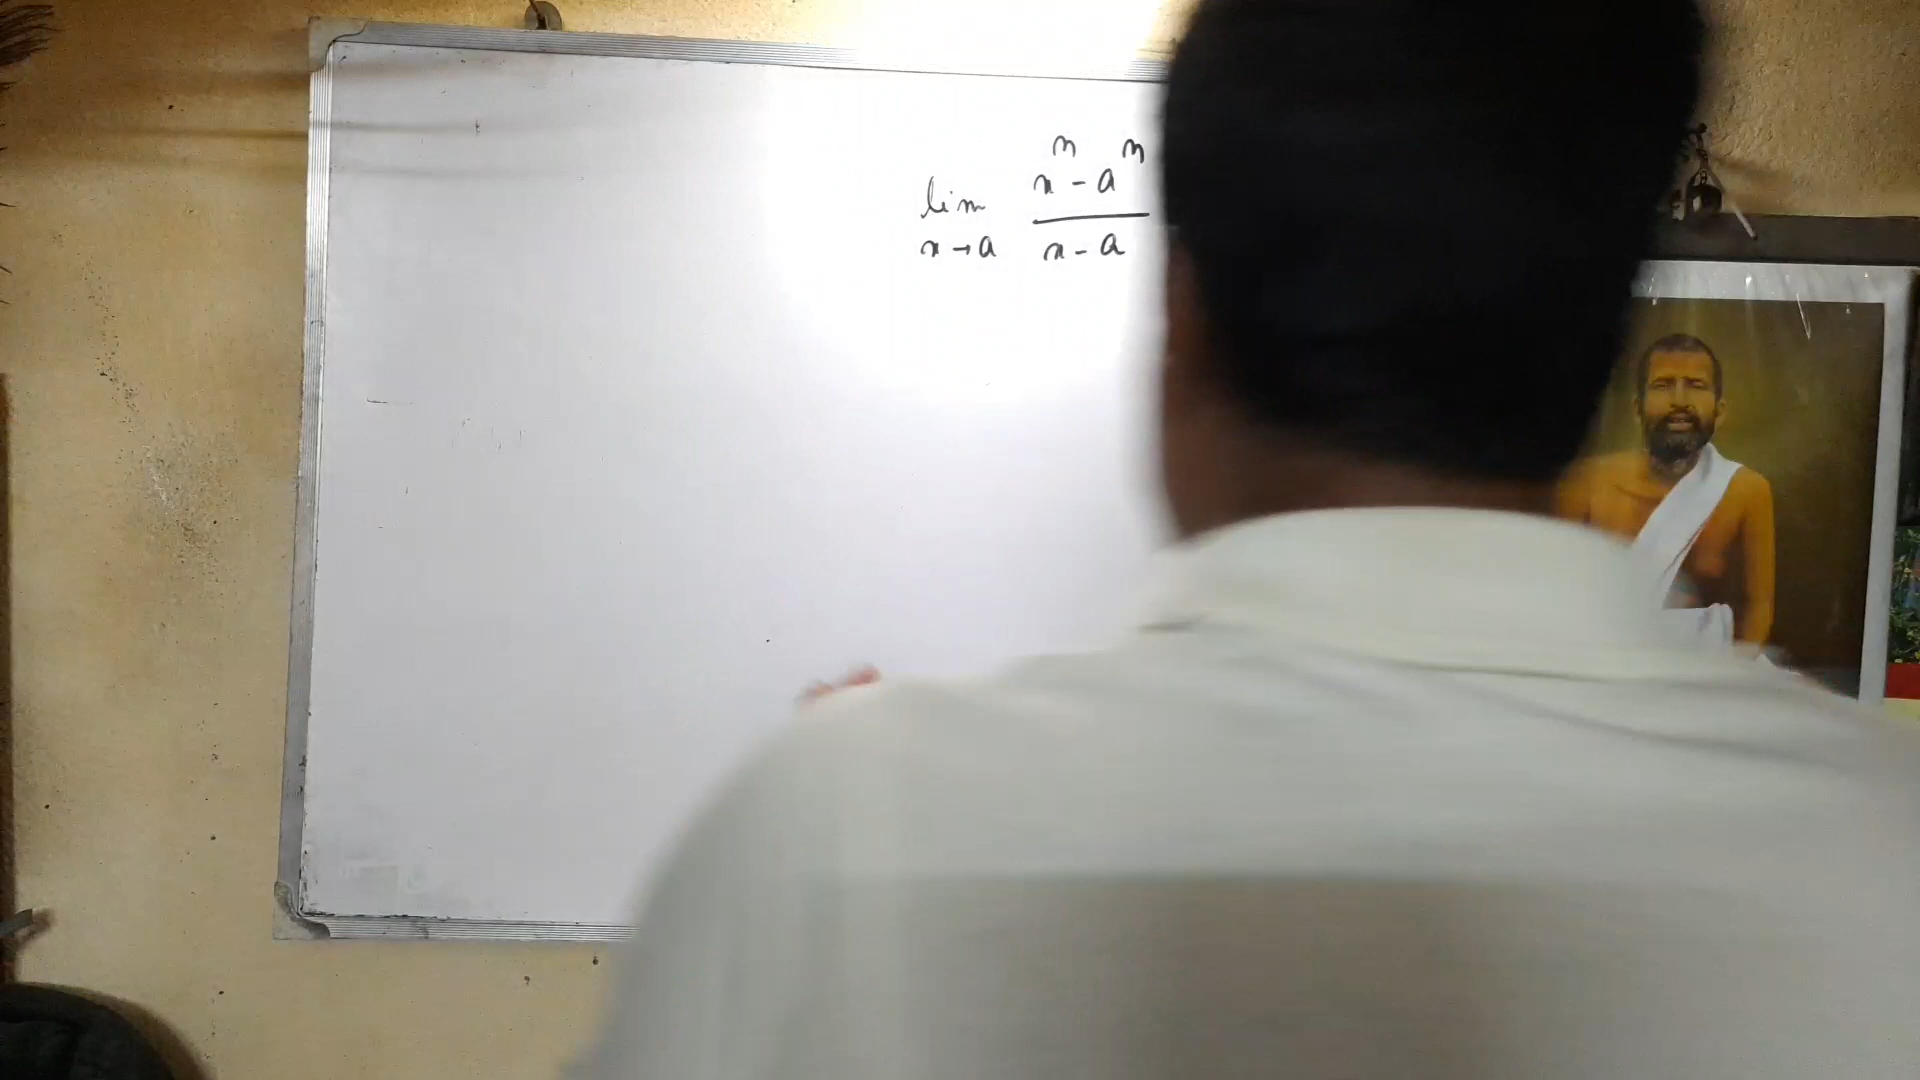 lim x→a (xⁿ - aⁿ)/(x - a)